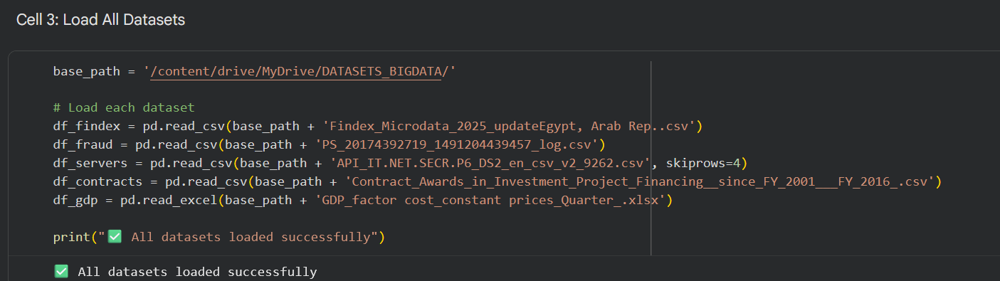 Cell 3: Load All Datasets
base_path = '/content/drive/MyDrive/DATASETS_BIGDATA/'
# Load each dataset
df_findex = pd.read_csv(base_path + 'Findex_Microdata_2025_updateEgypt, Arab Rep..csv')
df_fraud = pd.read_csv(base_path + 'PS_20174392719_1491204439457_log.csv')
df_servers = pd.read_csv(base_path + 'API_IT.NET.SECR.P6_DS2_en_csv_v2_9262.csv', skiprows=4)
df_contracts = pd.read_csv(base_path + 'Contract_Awards_in_Investment_Project_Financing__since_FY_2001___FY_2016_.csv')
df_gdp = pd.read_excel(base_path + 'GDP_factor cost_constant prices_Quarter_.xlsx')
print("✅ All datasets loaded successfully")
✅ All datasets loaded successfully